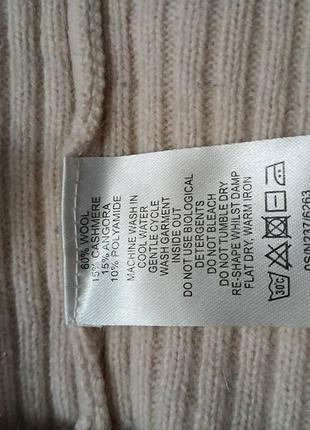 60% WOOL
15% CASHMERE
15% ANGORA
10% POLYAMIDE
MACHINE WASH IN
COOL WATER
GENTLE CYCLE
WASH GARMENT
INSIDE OUT
DO NOT USE BIOLOGICAL
DETERGENTS
DO NOT BLEACH
DO NOT TUMBLE DRY
RE-SHAPE WHILST DAMP
FLAT DRY, WARM IRON
30C